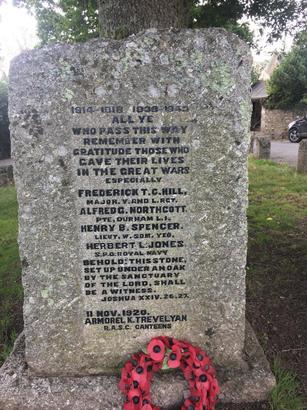 1914-1918 1939-1945
ALL YE
WHO PASS THIS WAY
REMEMBER WITH
GRATITUDE THOSE WHO
GAVE THEIR LIVES
IN THE GREAT WAR
ESPECIALLY
FREDERICK T.C. HILL,
MAJOR. V. AND L. RGT.
ALFRED G. NORTHCOTT
PTE. DURHAM L.I.
HENRY B. SPENCER.
LIEUT. W. SOM. YEO.
HERBERT L. JONES.
S.P.O. ROYAL NAVY
BEHOLD, THIS STONE,
SET UP UNDER AN OAK
BY THE SANCTUARY
OF THE LORD, SHALL
BE A WITNESS.
JOSHUA XXIV. 26. 27.
11 NOV. 1920.
ARMOREL K. TREVELYAN
R.A.S.C. CANTEENS